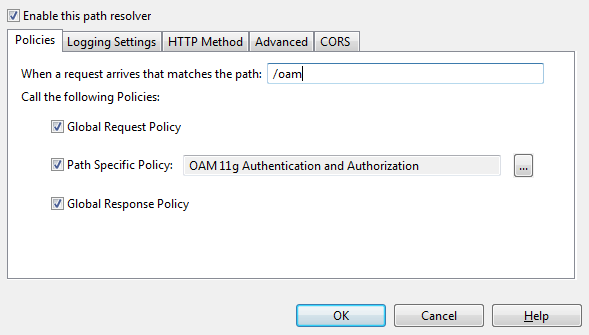 Enable this path resolver
Policies Logging Settings HTTP Method Advanced CORS
When a request arrives that matches the path: /oam
Call the following Policies:
Global Request Policy
Path Specific Policy: OAM 11g Authentication and Authorization ...
Global Response Policy
OK Cancel Help